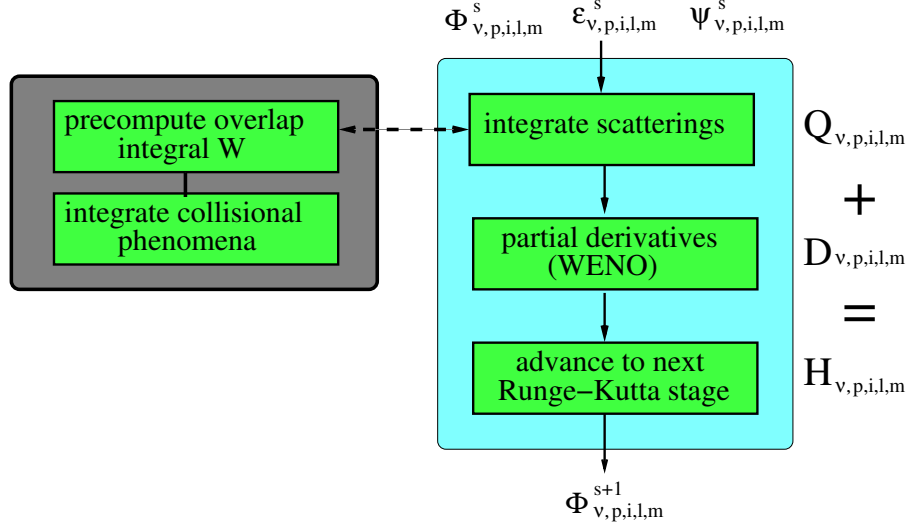 Φ^s_{ν,p,i,l,m} ε^s_{ν,p,i,l,m} ψ^s_{ν,p,i,l,m}
precompute overlap
integral W
integrate collisional
phenomena
integrate scatterings
Q_{ν,p,i,l,m}
+
partial derivatives
(WENO)
D_{ν,p,i,l,m}
=
advance to next
Runge−Kutta stage
H_{ν,p,i,l,m}
Φ^{s+1}_{ν,p,i,l,m}